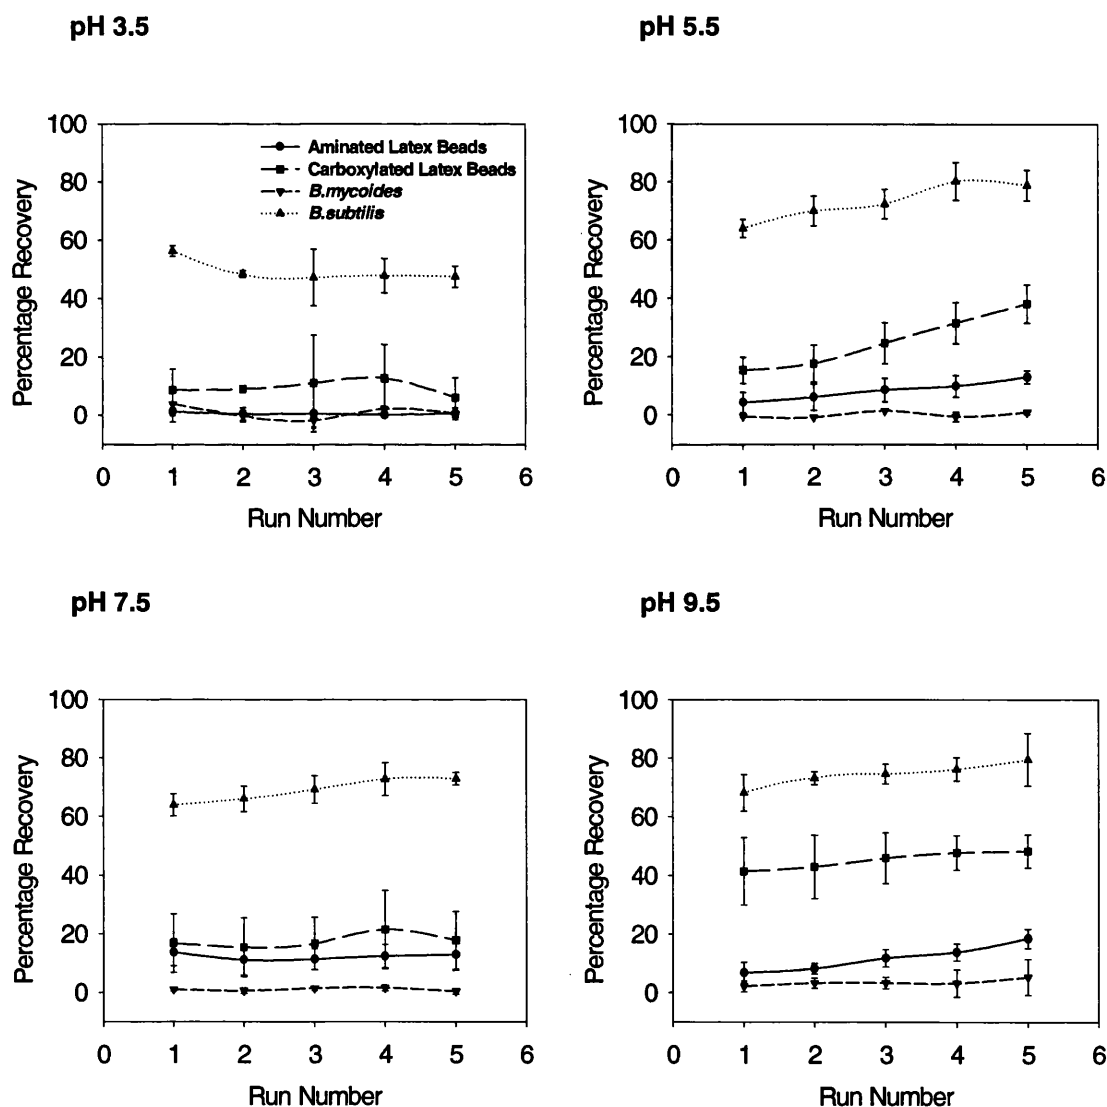 pH 3.5
100
80
60
40
20
0
Percentage Recovery
Aminated Latex Beads
Carboxylated Latex Beads
B.mycoides
B.subtilis
0 1 2 3 4 5 6
Run Number
pH 5.5
100
80
60
40
20
0
Percentage Recovery
0 1 2 3 4 5 6
Run Number
pH 7.5
100
80
60
40
20
0
Percentage Recovery
0 1 2 3 4 5 6
Run Number
pH 9.5
100
80
60
40
20
0
Percentage Recovery
0 1 2 3 4 5 6
Run Number